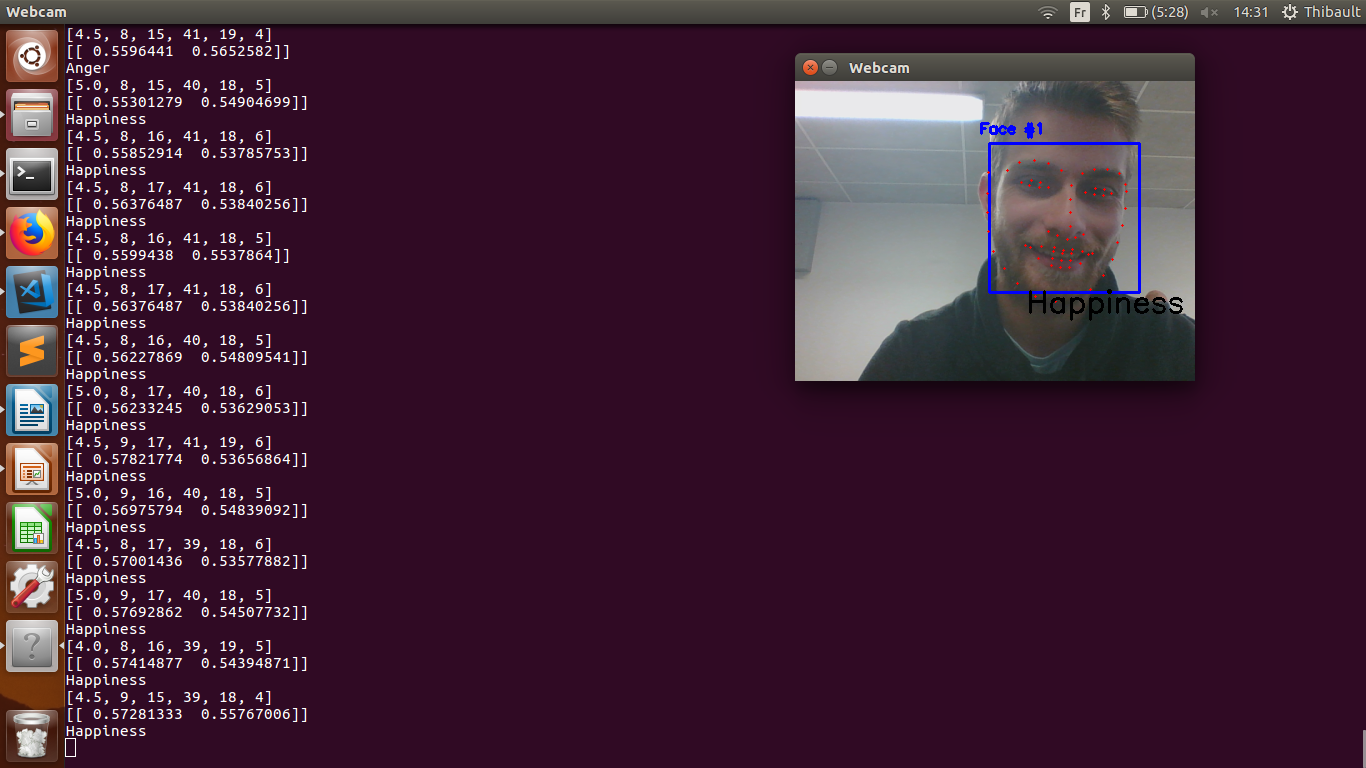 Webcam
Fr
(5:28)
14:31
Thibault
[4.5, 8, 15, 41, 19, 4]
[[ 0.5596441  0.5652582]]
Anger
[5.0, 8, 15, 40, 18, 5]
[[ 0.55301279  0.54904699]]
Happiness
[4.5, 8, 16, 41, 18, 6]
[[ 0.55852914  0.53785753]]
Happiness
[4.5, 8, 17, 41, 18, 6]
[[ 0.56376487  0.53840256]]
Happiness
[4.5, 8, 16, 41, 18, 5]
[[ 0.5599438  0.5537864]]
Happiness
[4.5, 8, 17, 41, 18, 6]
[[ 0.56376487  0.53840256]]
Happiness
[4.5, 8, 16, 40, 18, 5]
[[ 0.56227869  0.54809541]]
Happiness
[5.0, 8, 17, 40, 18, 6]
[[ 0.56233245  0.53629053]]
Happiness
[4.5, 9, 17, 41, 19, 6]
[[ 0.57821774  0.53656864]]
Happiness
[5.0, 9, 16, 40, 18, 5]
[[ 0.56975794  0.54839092]]
Happiness
[4.5, 8, 17, 39, 18, 6]
[[ 0.57001436  0.53577882]]
Happiness
[5.0, 9, 17, 40, 18, 5]
[[ 0.57692862  0.54507732]]
Happiness
[4.0, 8, 16, 39, 19, 5]
[[ 0.57414877  0.54394871]]
Happiness
[4.5, 9, 15, 39, 18, 4]
[[ 0.57281333  0.55767006]]
Happiness
Webcam
Face #1
Happiness